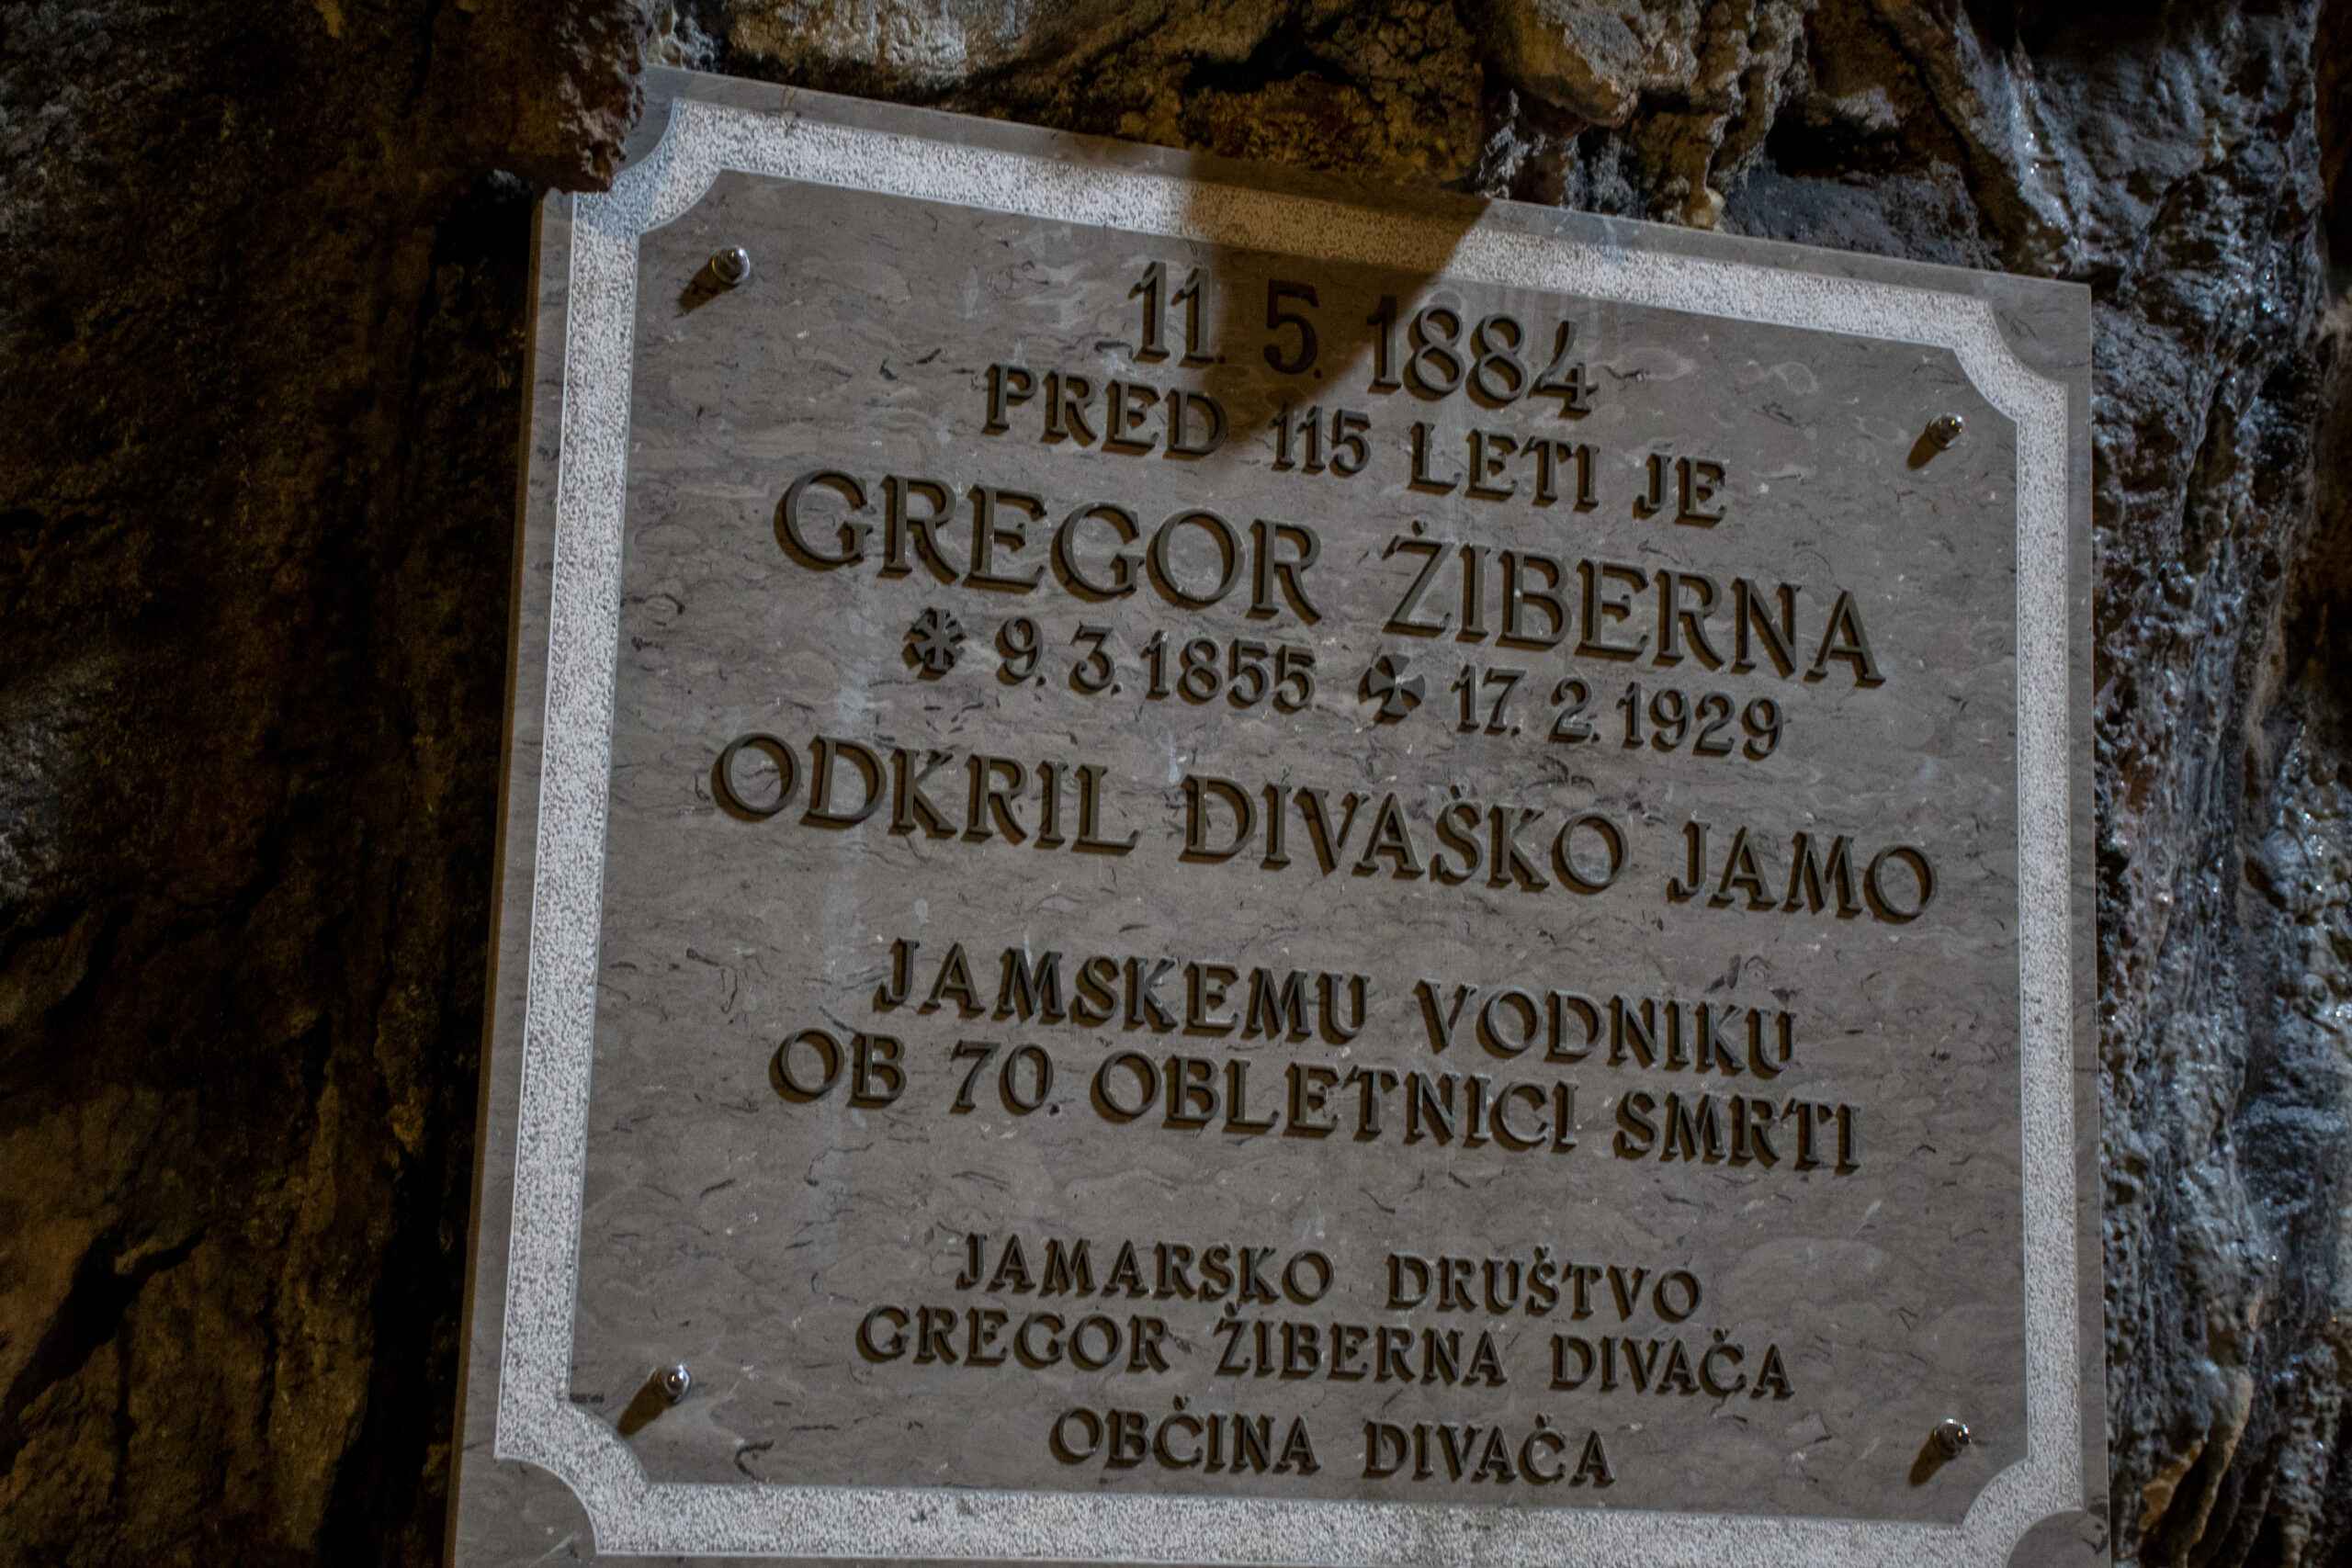 11. 5. 1884
PRED 115 LETI JE
GREGOR ŽIBERNA
* 9. 3. 1855 ✠ 17. 2. 1929
ODKRIL DIVAŠKO JAMO
JAMSKEMU VODNIKU
OB 70. OBLETNICI SMRTI
JAMARSKO DRUŠTVO
GREGOR ŽIBERNA DIVAČA
OBČINA DIVAČA